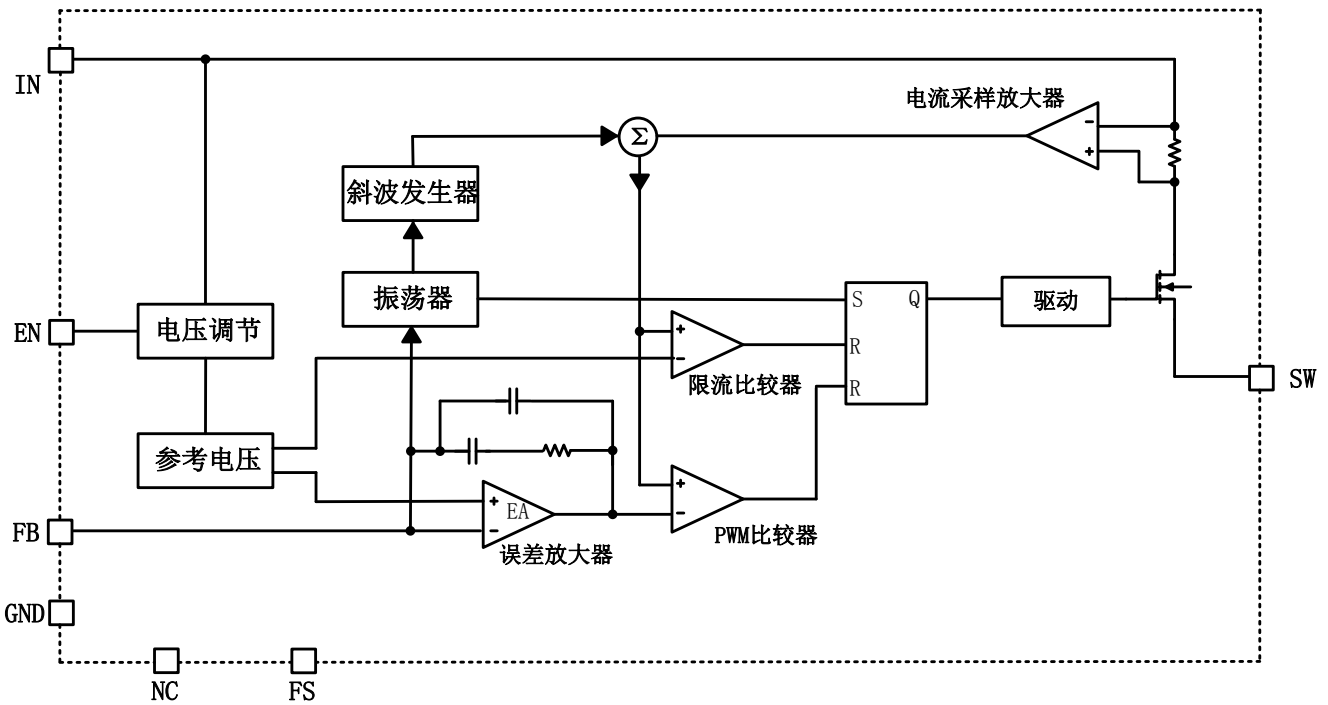 IN
电流采样放大器
Σ
斜波发生器
振荡器
S
Q
驱动
EN
电压调节
R
限流比较器
R
SW
参考电压
EA
FB
误差放大器
PWM比较器
GND
NC
FS